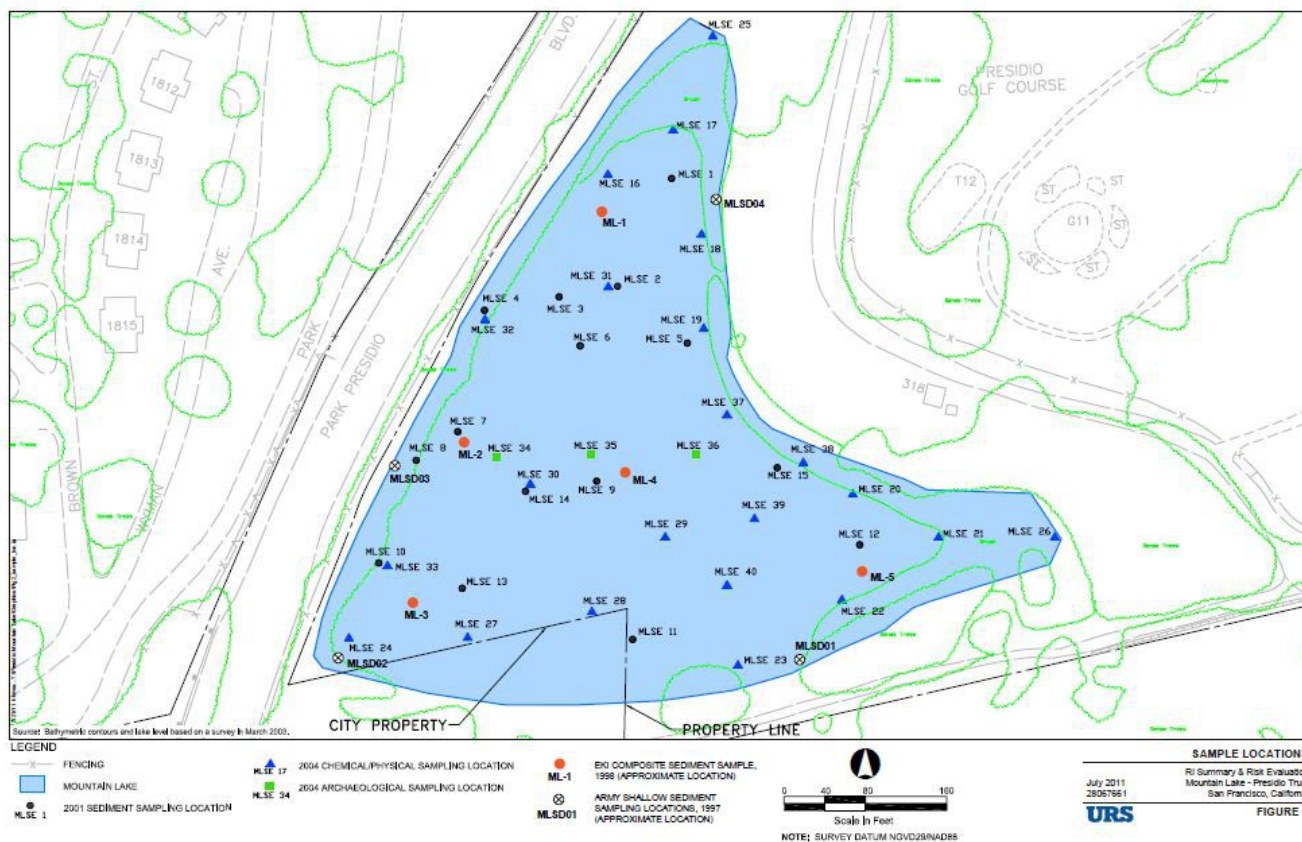 MLSE 25
BLVD.
ST.
1812
PRESIDIO
GOLF COURSE
Brush
MLSE 17
1813
MLSE 1
MLSE 16
T12
ST
ST
MLSD04
ML-1
G11
ST
1814
MLSE 18
AVE.
ST
ST
MLSE 31
MLSE 2
MLSE 4
MLSE 3
1815
MLSE 32
MLSE 19
MLSE 6
MLSE 5
PARK
PARK PRESIDIO
318
MLSE 37
MLSE 7
ML-2
MLSE 34
MLSE 35
MLSE 36
MLSE 38
MLSE 8
MLSD03
MLSE 30
ML-4
MLSE 15
MLSE 9
MLSE 14
MLSE 20
BROWN
WYMAN
MLSE 39
MLSE 29
MLSE 12
MLSE 21
MLSE 26
Brush
MLSE 10
MLSE 33
ML-5
MLSE 13
MLSE 40
ML-3
MLSE 28
MLSE 22
MLSE 27
MLSE 11
MLSE 24
MLSD02
MLSD01
MLSE 23
CITY PROPERTY
PROPERTY LINE
Source: Bathymetric contours and lake level based on a survey in March 2003.
LEGEND
FENCING
MOUNTAIN LAKE
MLSE 1
2001 SEDIMENT SAMPLING LOCATION
MLSE 17
2004 CHEMICAL/PHYSICAL SAMPLING LOCATION
MLSE 34
2004 ARCHAEOLOGICAL SAMPLING LOCATION
ML-1
EKI COMPOSITE SEDIMENT SAMPLE,
1998 (APPROXIMATE LOCATION)
MLSD01
ARMY SHALLOW SEDIMENT
SAMPLING LOCATIONS, 1997
(APPROXIMATE LOCATION)
0 40 80 160
Scale in Feet
NOTE: SURVEY DATUM NGVD29/NAD88
SAMPLE LOCATION
July 2011
28067661
RI Summary & Risk Evaluatio
Mountain Lake - Presidio Tru
San Francisco, Californ
URS
FIGURE